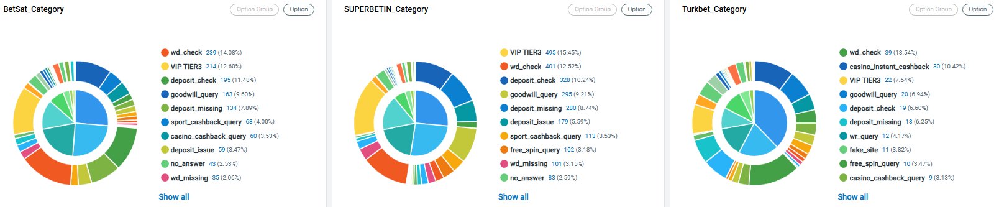 BetSat_Category
Option Group
Option
wd_check 239 (14.08%)
VIP TIER3 214 (12.60%)
deposit_check 195 (11.48%)
goodwill_query 163 (9.60%)
deposit_missing 134 (7.89%)
sport_cashback_query 68 (4.00%)
casino_cashback_query 60 (3.53%)
deposit_issue 59 (3.47%)
no_answer 43 (2.53%)
wd_missing 35 (2.06%)
Show all
SUPERBETIN_Category
Option Group
Option
VIP TIER3 495 (15.45%)
wd_check 401 (12.52%)
deposit_check 328 (10.24%)
goodwill_query 295 (9.21%)
deposit_missing 280 (8.74%)
deposit_issue 179 (5.59%)
sport_cashback_query 113 (3.53%)
free_spin_query 102 (3.18%)
wd_missing 101 (3.15%)
no_answer 83 (2.59%)
Show all
Turkbet_Category
Option Group
Option
wd_check 39 (13.54%)
casino_instant_cashback 30 (10.42%)
VIP TIER3 22 (7.64%)
goodwill_query 20 (6.94%)
deposit_check 19 (6.60%)
deposit_missing 18 (6.25%)
wr_query 12 (4.17%)
fake_site 11 (3.82%)
free_spin_query 10 (3.47%)
casino_cashback_query 9 (3.13%)
Show all